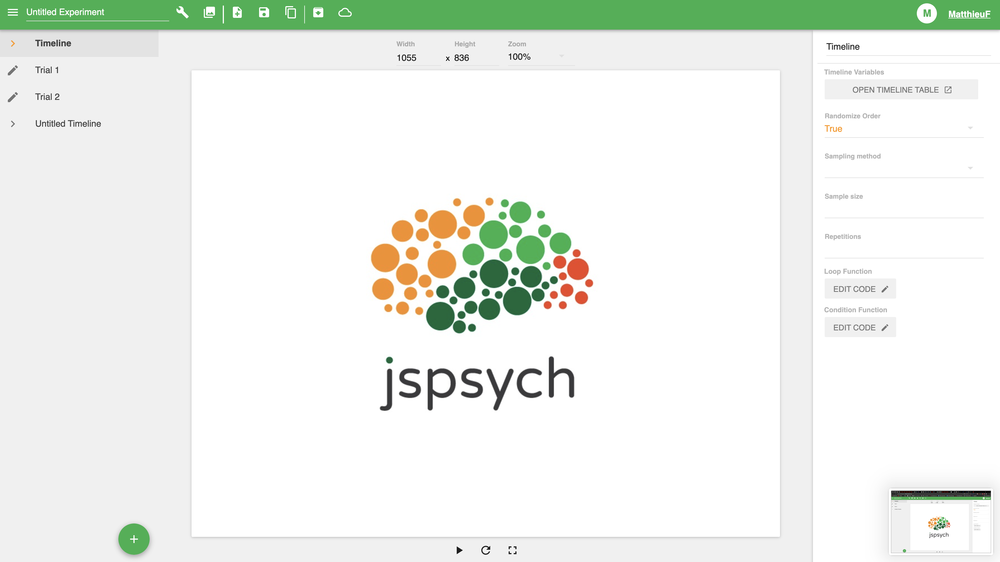 Untitled Experiment
M
MatthieuF
Timeline
Trial 1
Trial 2
Untitled Timeline
Width
Height
Zoom
1055
x
836
100%
jspsych
Timeline
Timeline Variables
OPEN TIMELINE TABLE
Randomize Order
True
Sampling method
Sample size
Repetitions
Loop Function
EDIT CODE
Condition Function
EDIT CODE
jspsych